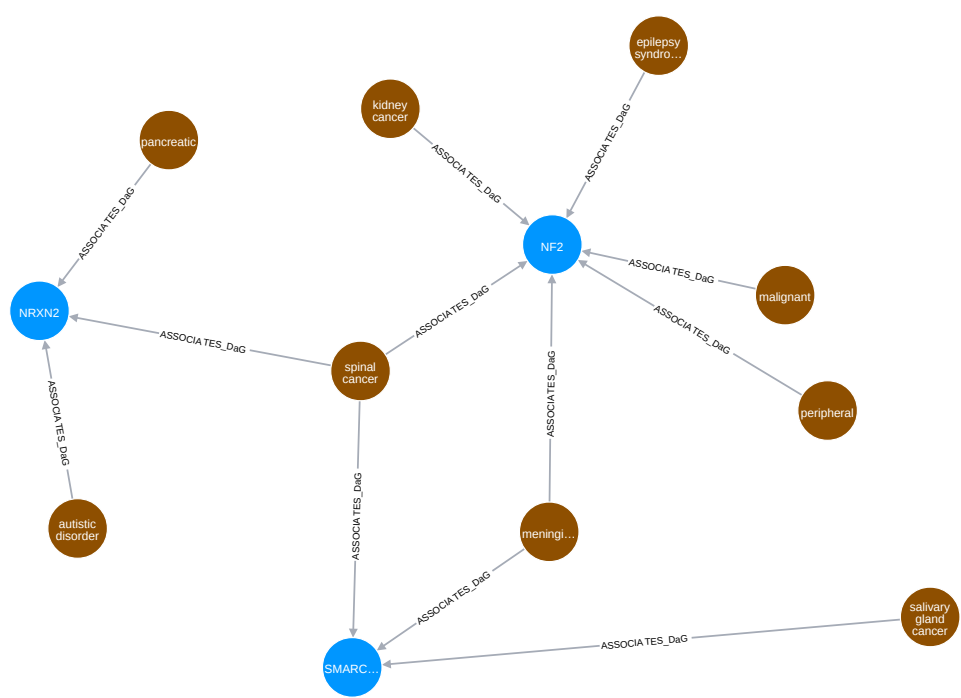 epilepsy
syndro…
kidney
cancer
ASSOCIATES_DaG
pancreatic
ASSOCIATES_DaG
ASSOCIATES_DaG
NF2
ASSOCIATES_DaG
malignant
NRXN2
ASSOCIATES_DaG
ASSOCIATES_DaG
ASSOCIATES_DaG
spinal
cancer
ASSOCIATES_DaG
peripheral
ASSOCIATES_DaG
autistic
disorder
ASSOCIATES_DaG
meningi…
ASSOCIATES_DaG
salivary
gland
cancer
ASSOCIATES_DaG
SMARC…